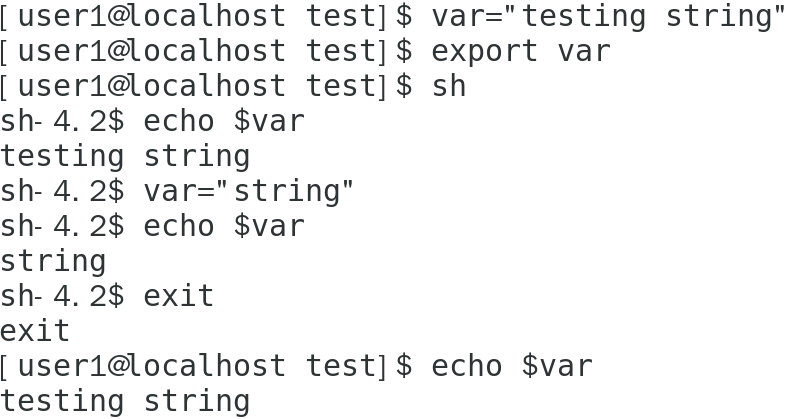 [user1@localhost test]$ var="testing string"
[user1@localhost test]$ export var
[user1@localhost test]$ sh
sh-4.2$ echo $var
testing string
sh-4.2$ var="string"
sh-4.2$ echo $var
string
sh-4.2$ exit
exit
[user1@localhost test]$ echo $var
testing string